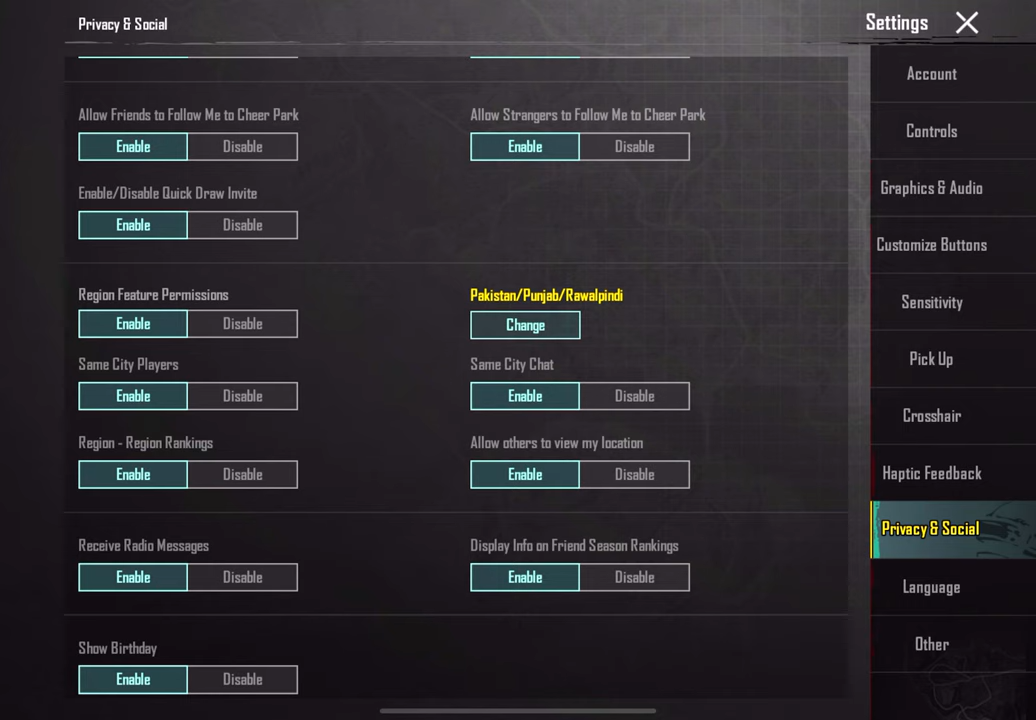 Privacy & Social
Settings
Allow Friends to Follow Me to Cheer Park
Allow Strangers to Follow Me to Cheer Park
Enable Disable
Enable Disable
Enable/Disable Quick Draw Invite
Enable Disable
Region Feature Permissions
Pakistan/Punjab/Rawalpindi
Enable Disable
Change
Same City Players
Same City Chat
Enable Disable
Enable Disable
Region - Region Rankings
Allow others to view my location
Enable Disable
Enable Disable
Receive Radio Messages
Display Info on Friend Season Rankings
Enable Disable
Enable Disable
Show Birthday
Enable Disable
Account
Controls
Graphics & Audio
Customize Buttons
Sensitivity
Pick Up
Crosshair
Haptic Feedback
Privacy & Social
Language
Other